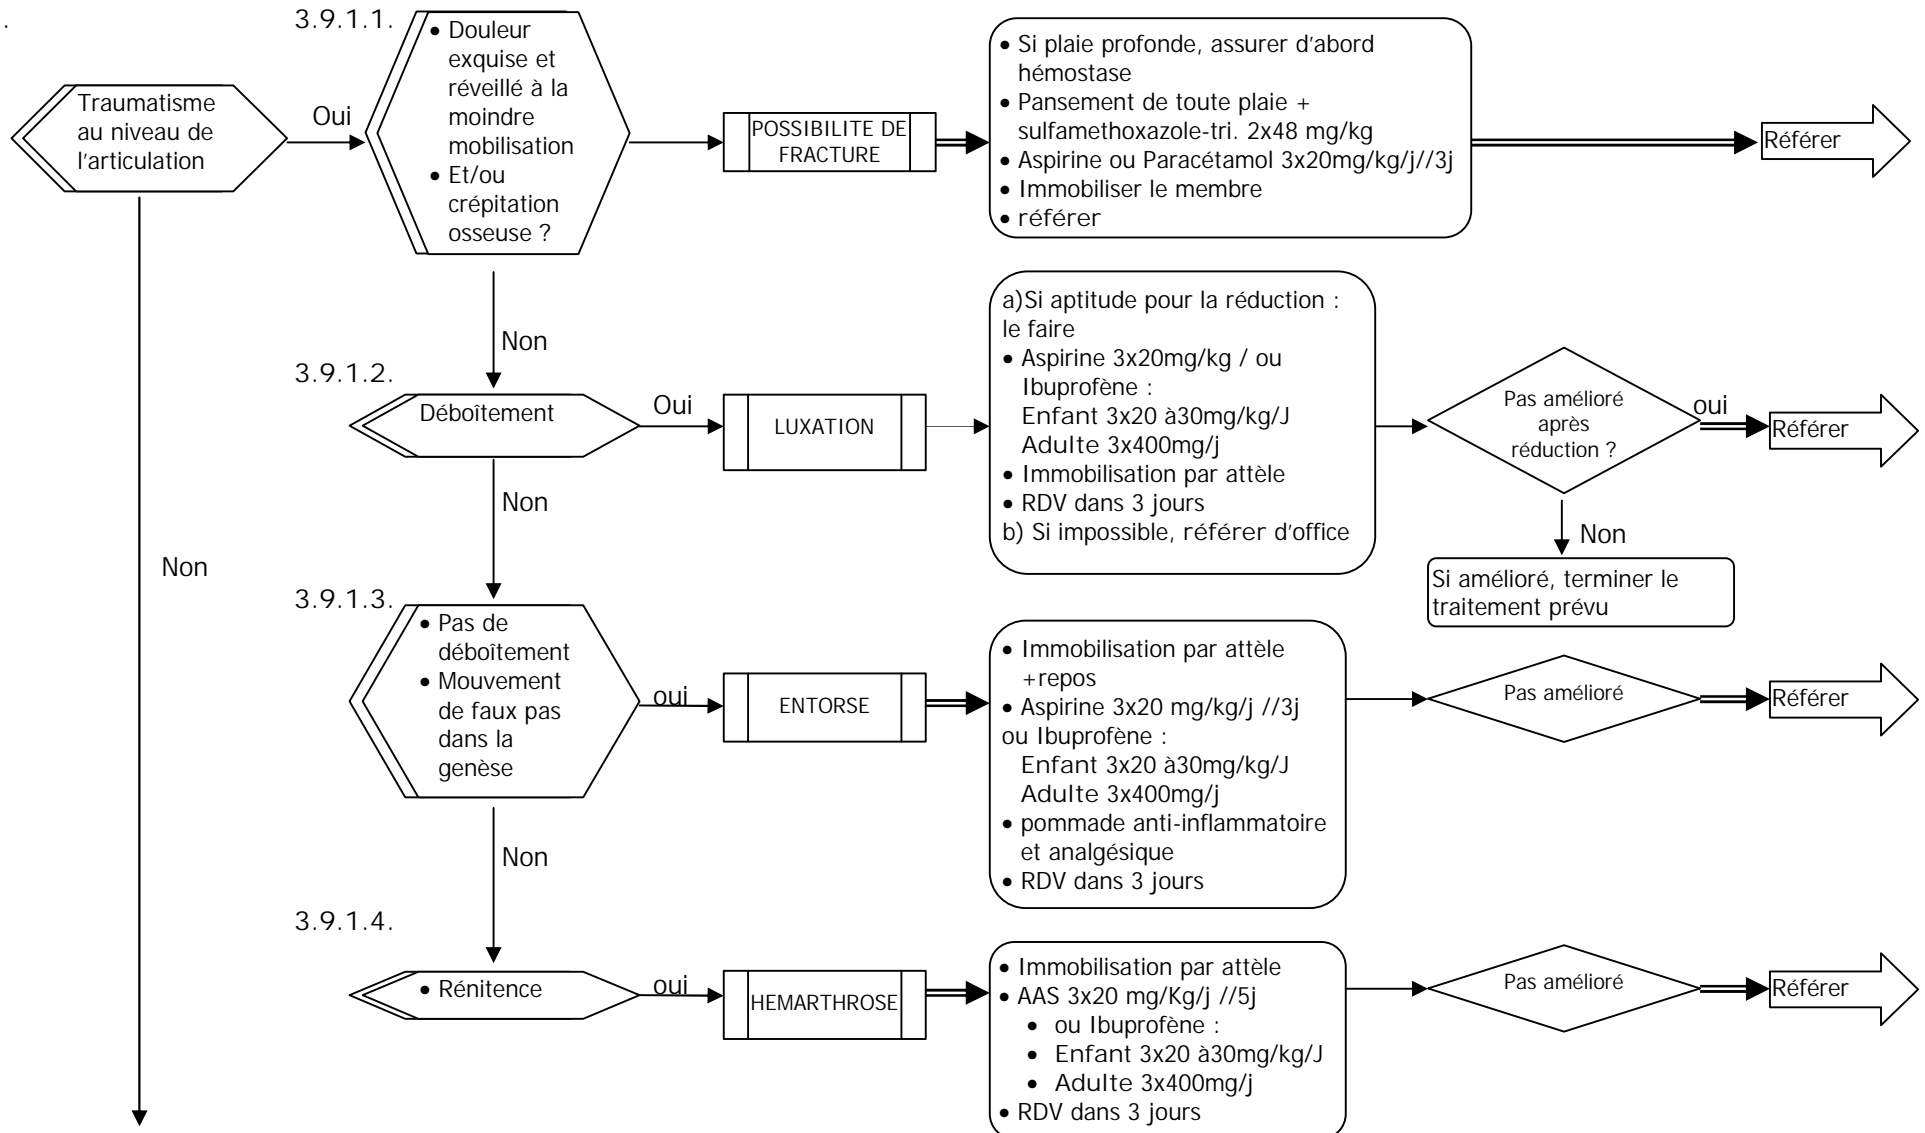 .
3.9.1.1.
Traumatisme
au niveau de
l'articulation
Oui
• Douleur
exquise et
réveillé à la
moindre
mobilisation
• Et/ou
crépitation
osseuse ?
POSSIBILITE DE
FRACTURE
• Si plaie profonde, assurer d'abord
hémostase
• Pansement de toute plaie +
sulfamethoxazole-tri. 2x48 mg/kg
• Aspirine ou Paracétamol 3x20mg/kg/j//3j
• Immobiliser le membre
• référer
Référer
Non
3.9.1.2.
Déboîtement
Oui
LUXATION
a)Si aptitude pour la réduction :
le faire
• Aspirine 3x20mg/kg / ou
Ibuprofène :
Enfant 3x20 à30mg/kg/J
Adulte 3x400mg/j
• Immobilisation par attèle
• RDV dans 3 jours
b) Si impossible, référer d'office
Pas amélioré
après
réduction ?
oui
Référer
Non
Si amélioré, terminer le
traitement prévu
Non
Non
3.9.1.3.
• Pas de
déboîtement
• Mouvement
de faux pas
dans la
genèse
oui
ENTORSE
• Immobilisation par attèle
+repos
• Aspirine 3x20 mg/kg/j //3j
ou Ibuprofène :
Enfant 3x20 à30mg/kg/J
Adulte 3x400mg/j
• pommade anti-inflammatoire
et analgésique
• RDV dans 3 jours
Pas amélioré
Référer
Non
3.9.1.4.
• Rénitence
oui
HEMARTHROSE
• Immobilisation par attèle
• AAS 3x20 mg/Kg/j //5j
• ou Ibuprofène :
• Enfant 3x20 à30mg/kg/J
• Adulte 3x400mg/j
• RDV dans 3 jours
Pas amélioré
Référer